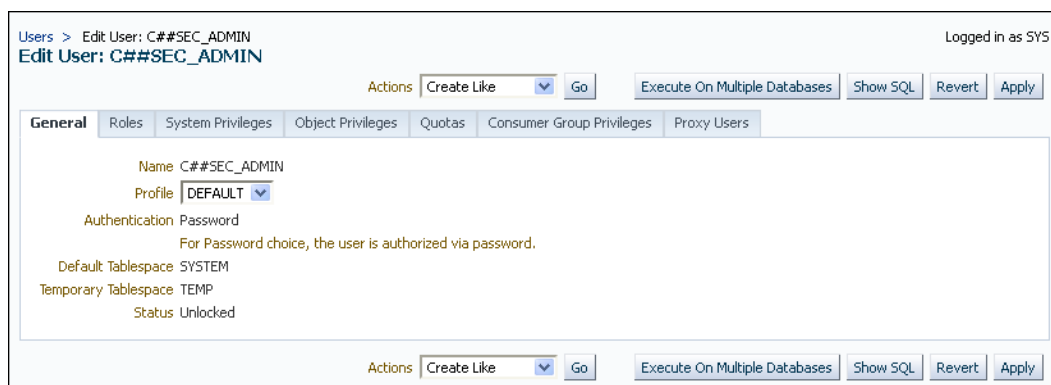 Users > Edit User: C##SEC_ADMIN Logged in as SYS
Edit User: C##SEC_ADMIN
Actions Create Like Go Execute On Multiple Databases Show SQL Revert Apply
General Roles System Privileges Object Privileges Quotas Consumer Group Privileges Proxy Users
Name C##SEC_ADMIN
Profile DEFAULT
Authentication Password
For Password choice, the user is authorized via password.
Default Tablespace SYSTEM
Temporary Tablespace TEMP
Status Unlocked
Actions Create Like Go Execute On Multiple Databases Show SQL Revert Apply